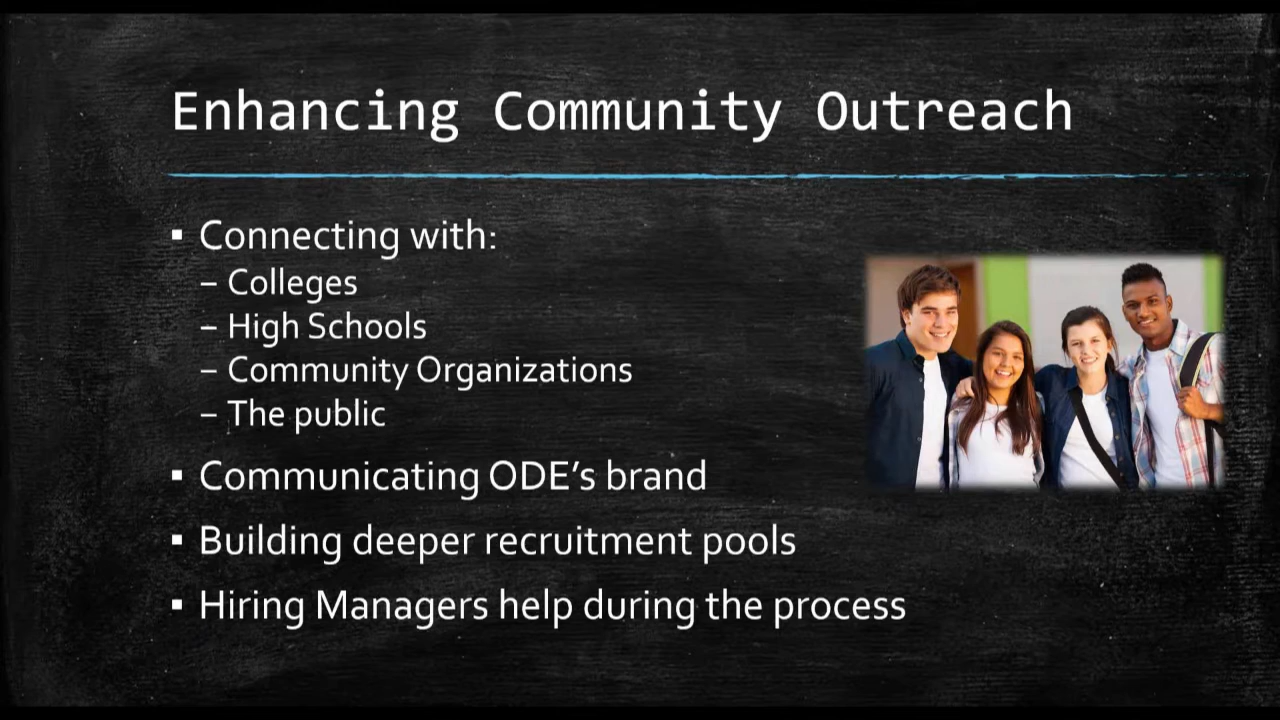 Enhancing Community Outreach
▪ Connecting with:
– Colleges
– High Schools
– Community Organizations
– The public
▪ Communicating ODE’s brand
▪ Building deeper recruitment pools
▪ Hiring Managers help during the process